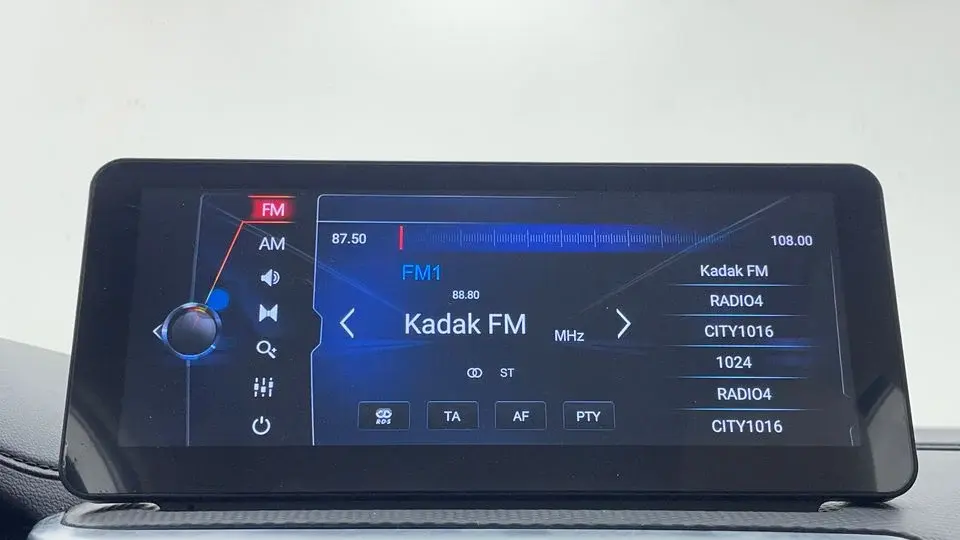 FM
AM
87.50
108.00
FM1
88.80
Kadak FM
MHz
ST
RDS
TA
AF
PTY
Kadak FM
RADIO4
CITY1016
1024
RADIO4
CITY1016